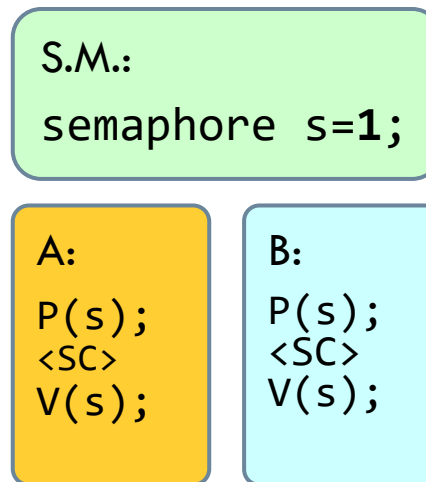 S.M.:
semaphore s=1;
A:
P(s);
<SC>
V(s);
B:
P(s);
<SC>
V(s);